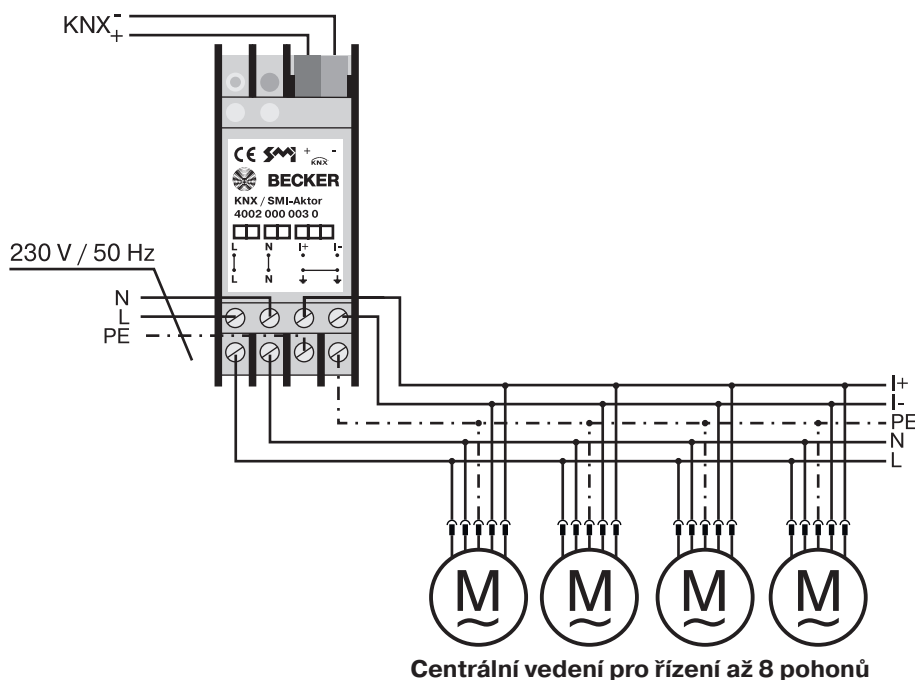 KNX -
+
CE SMI + -
KNX
BECKER
KNX / SMI-Aktor
4002 000 003 0
L N I+ I-
L N
230 V / 50 Hz
N
L
PE
I+
I-
PE
N
L
M M M M
Centrální vedení pro řízení až 8 pohonů